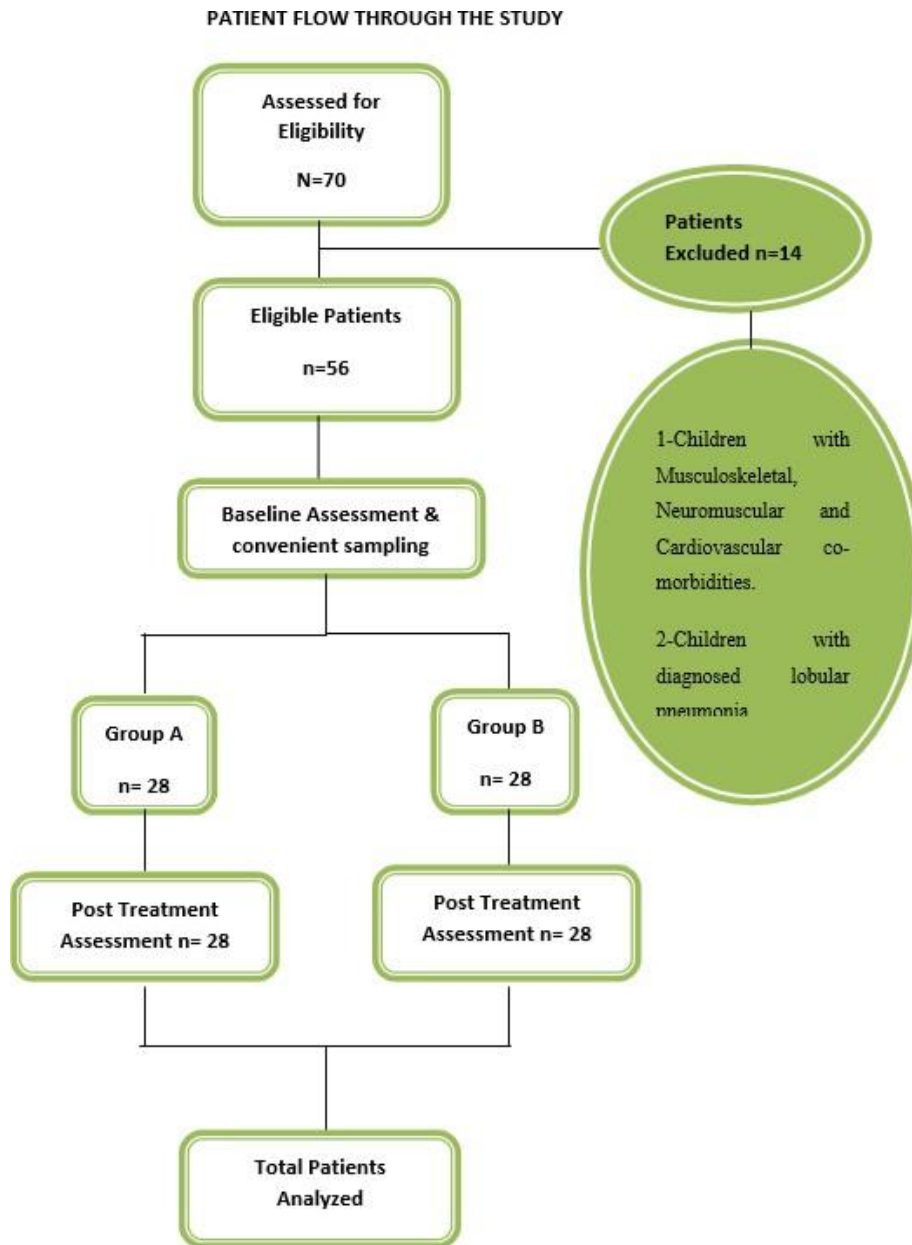 PATIENT FLOW THROUGH THE STUDY
Assessed for
Eligibility
N=70
Patients
Excluded n=14
Eligible Patients
n=56
1-Children with
Musculoskeletal,
Neuromuscular and
Cardiovascular co-
morbidities.
2-Children with
diagnosed lobular
pneumonia
Baseline Assessment &
convenient sampling
Group A
n= 28
Group B
n= 28
Post Treatment
Assessment n= 28
Post Treatment
Assessment n= 28
Total Patients
Analyzed